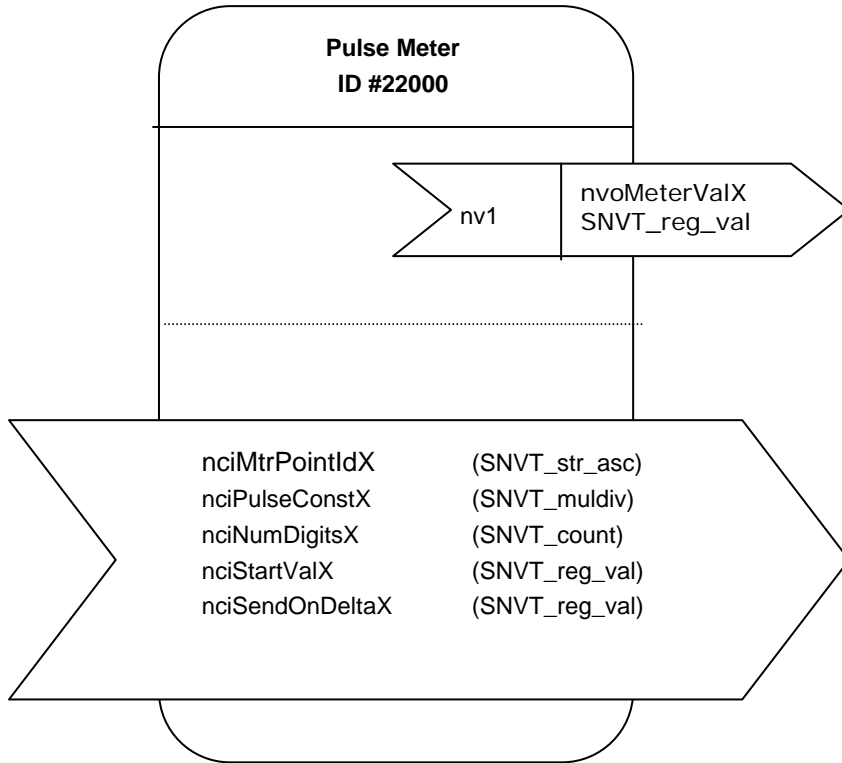 Pulse Meter
ID #22000
nv1
nvoMeterValX
SNVT_reg_val
nciMtrPointIdX (SNVT_str_asc)
nciPulseConstX (SNVT_muldiv)
nciNumDigitsX (SNVT_count)
nciStartValX (SNVT_reg_val)
nciSendOnDeltaX (SNVT_reg_val)